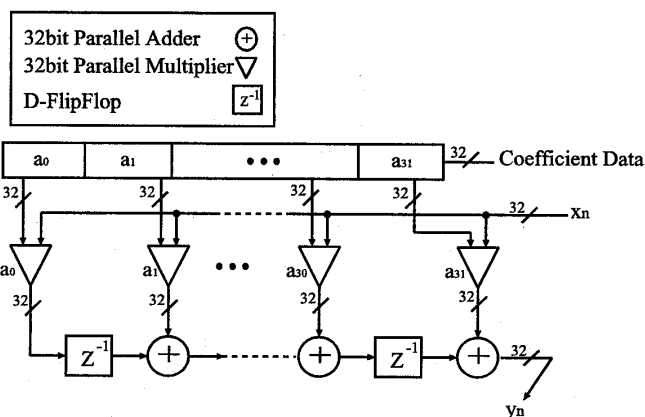 32bit Parallel Adder +
32bit Parallel Multiplier
D-FlipFlop z⁻¹
a₀ a₁ ••• a₃₁ 32 Coefficient Data
32 32 32 32
32 Xn
a₀ a₁ ••• a₃₀ a₃₁
32 32 32 32
z⁻¹ + + z⁻¹ + 32
yn